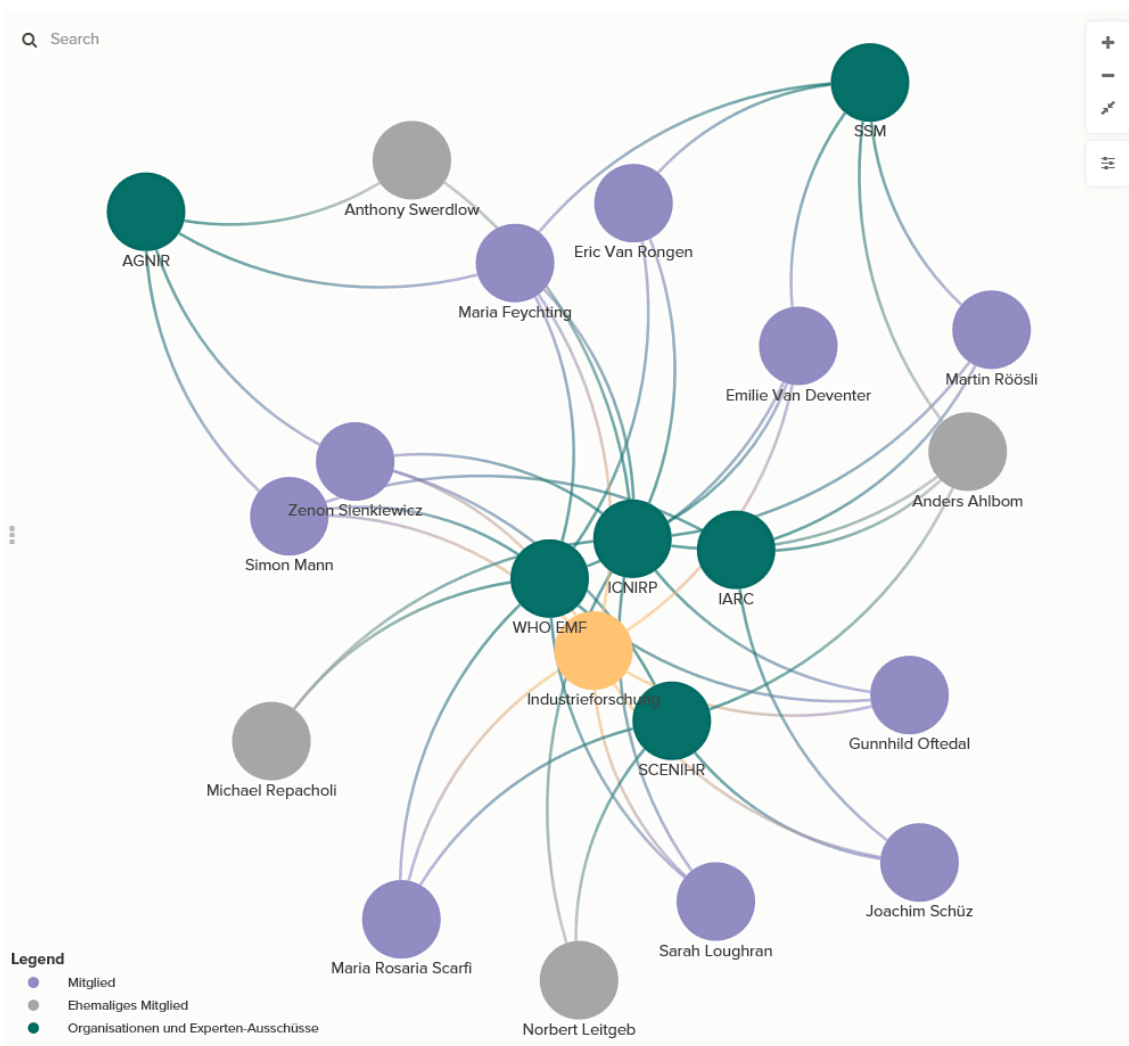 Search
SSM
Anthony Swerdlow
Eric Van Rongen
AGNIR
Maria Feychting
Martin Röösli
Emilie Van Deventer
Anders Ahlbom
Zenon Sienkiewicz
Simon Mann
ICNIRP
IARC
WHO EMF
Industrieforschung
Gunnhild Oftedal
SCENIHR
Michael Repacholi
Joachim Schüz
Sarah Loughran
Maria Rosaria Scarfi
Norbert Leitgeb
Legend
Mitglied
Ehemaliges Mitglied
Organisationen und Experten-Ausschüsse